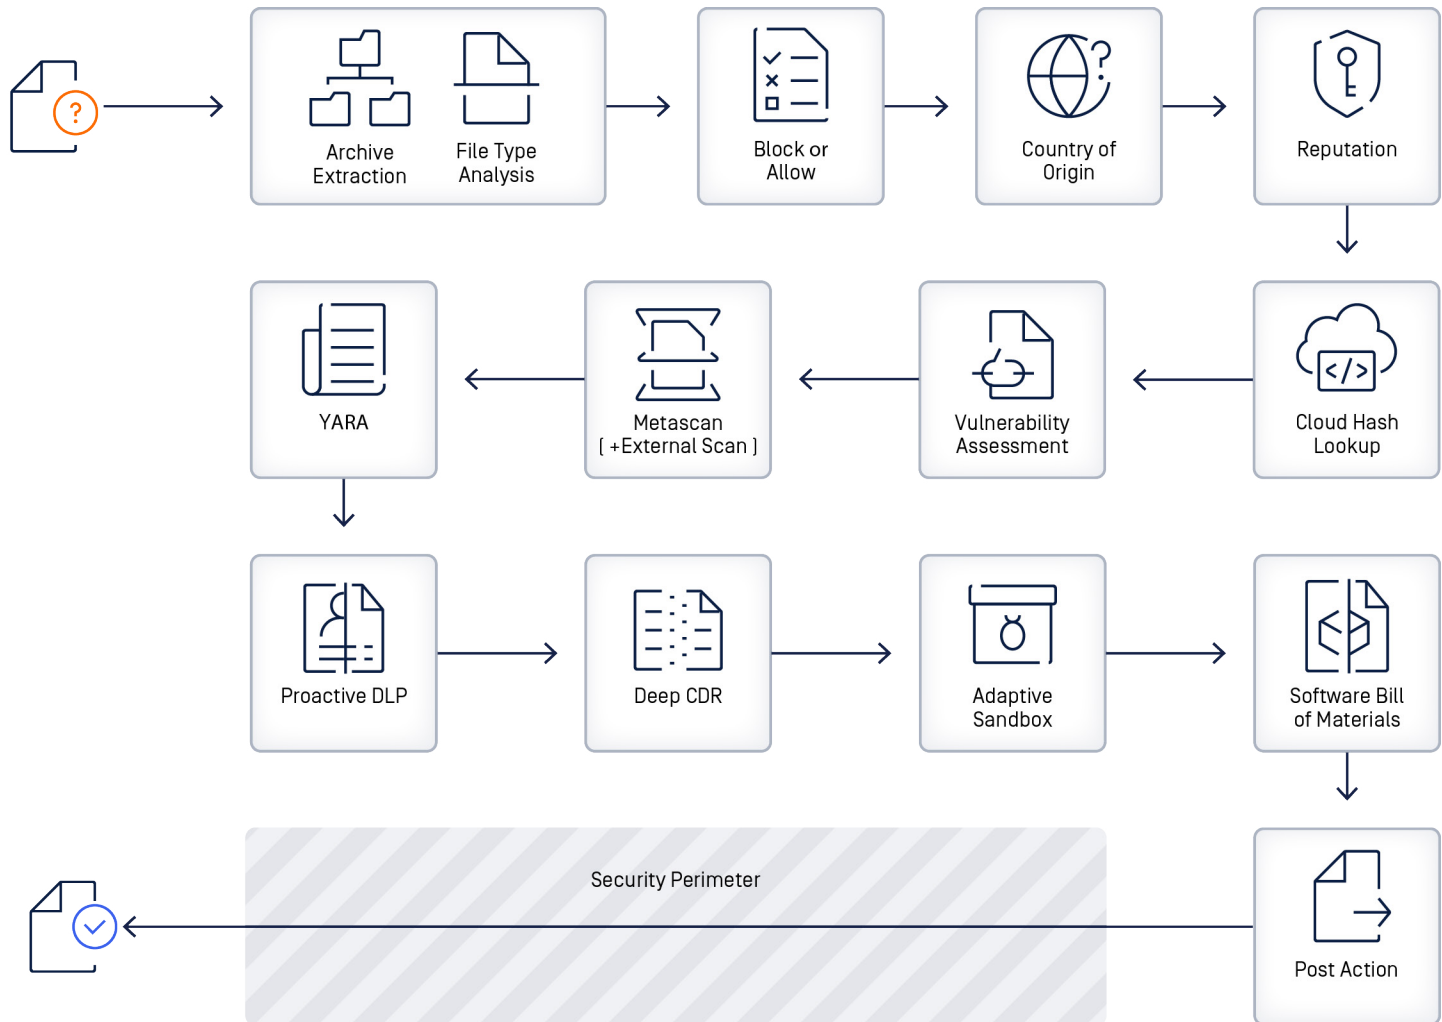 ?
Archive
Extraction
File Type
Analysis
Block or
Allow
Country of
Origin
?
Reputation
YARA
Metascan
( +External Scan )
Vulnerability
Assessment
</>
Cloud Hash
Lookup
Proactive DLP
Deep CDR
Adaptive
Sandbox
Software Bill
of Materials
Security Perimeter
Post Action